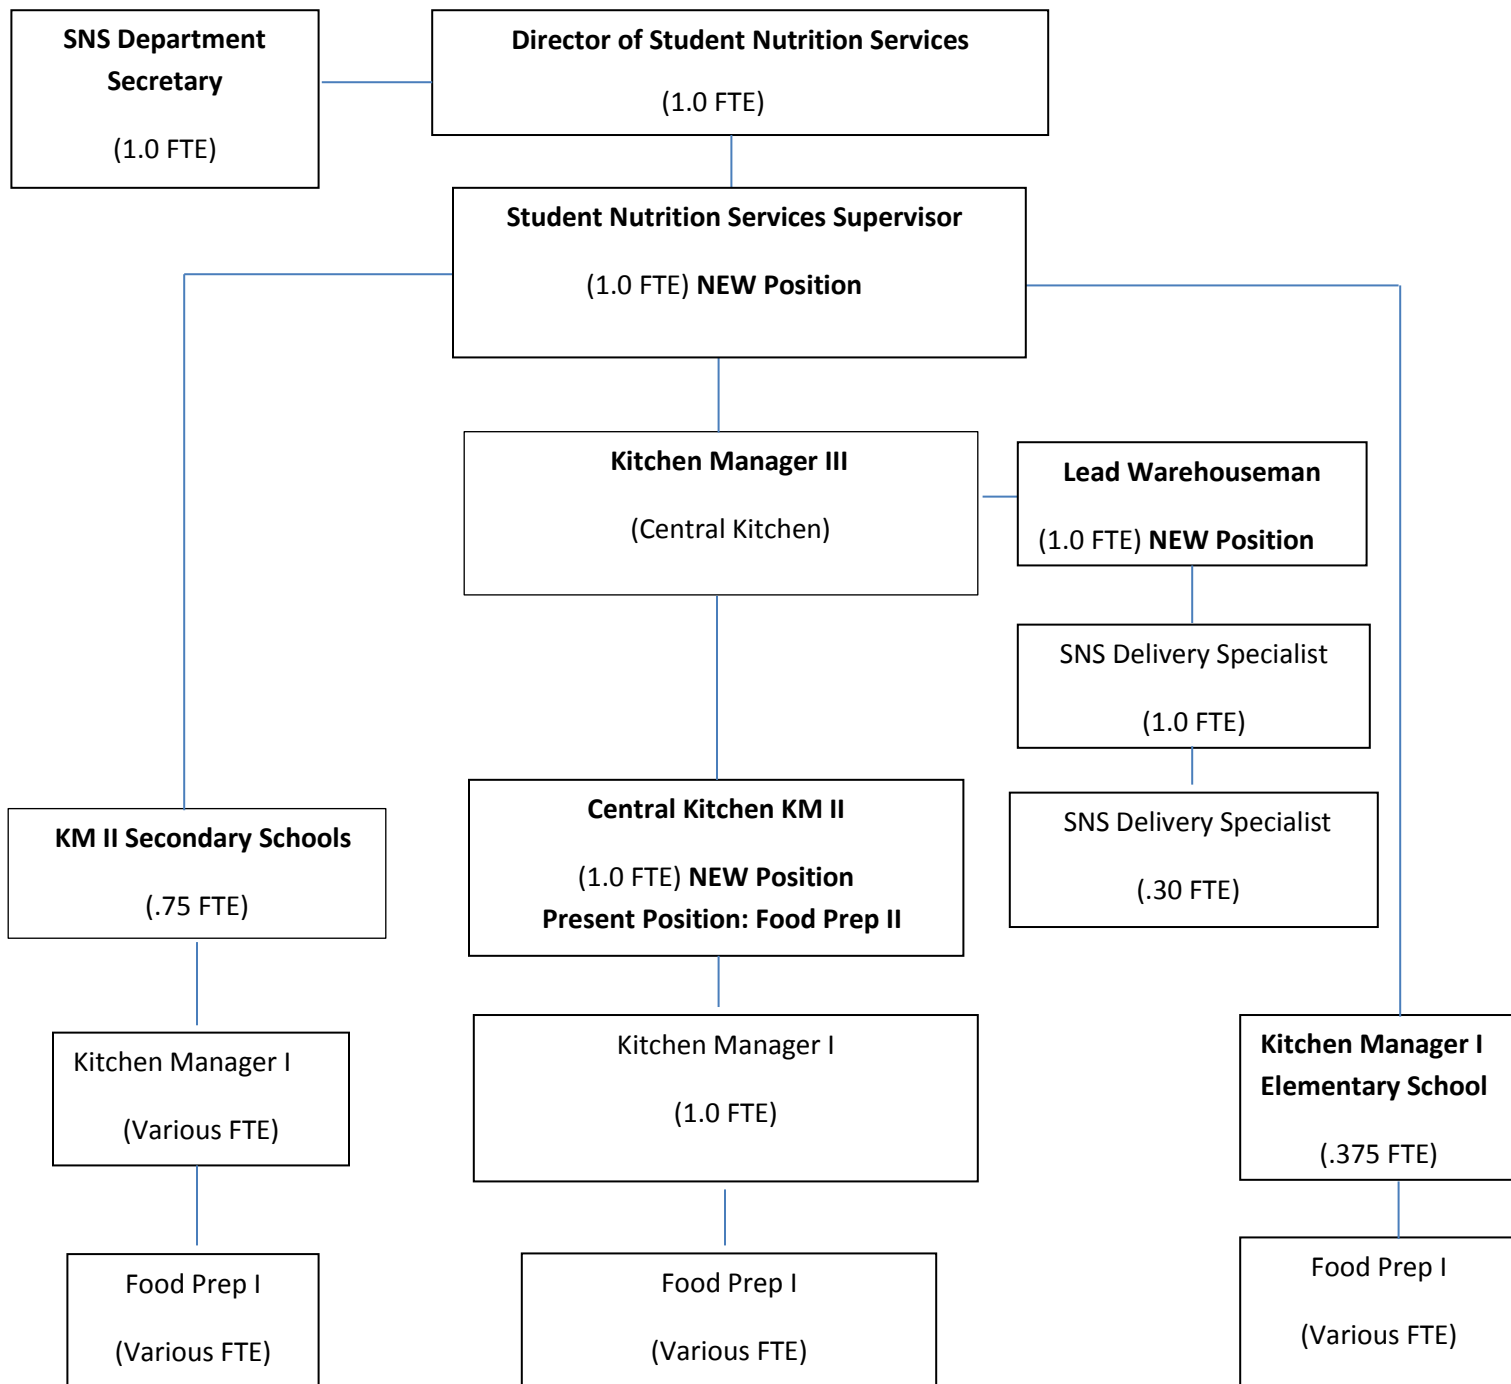 SNS Department
Secretary
(1.0 FTE)
Director of Student Nutrition Services
(1.0 FTE)
Student Nutrition Services Supervisor
(1.0 FTE) NEW Position
Kitchen Manager III
(Central Kitchen)
Lead Warehouseman
(1.0 FTE) NEW Position
SNS Delivery Specialist
(1.0 FTE)
SNS Delivery Specialist
(.30 FTE)
KM II Secondary Schools
(.75 FTE)
Central Kitchen KM II
(1.0 FTE) NEW Position
Present Position: Food Prep II
Kitchen Manager I
(Various FTE)
Kitchen Manager I
(1.0 FTE)
Kitchen Manager I
Elementary School
(.375 FTE)
Food Prep I
(Various FTE)
Food Prep I
(Various FTE)
Food Prep I
(Various FTE)